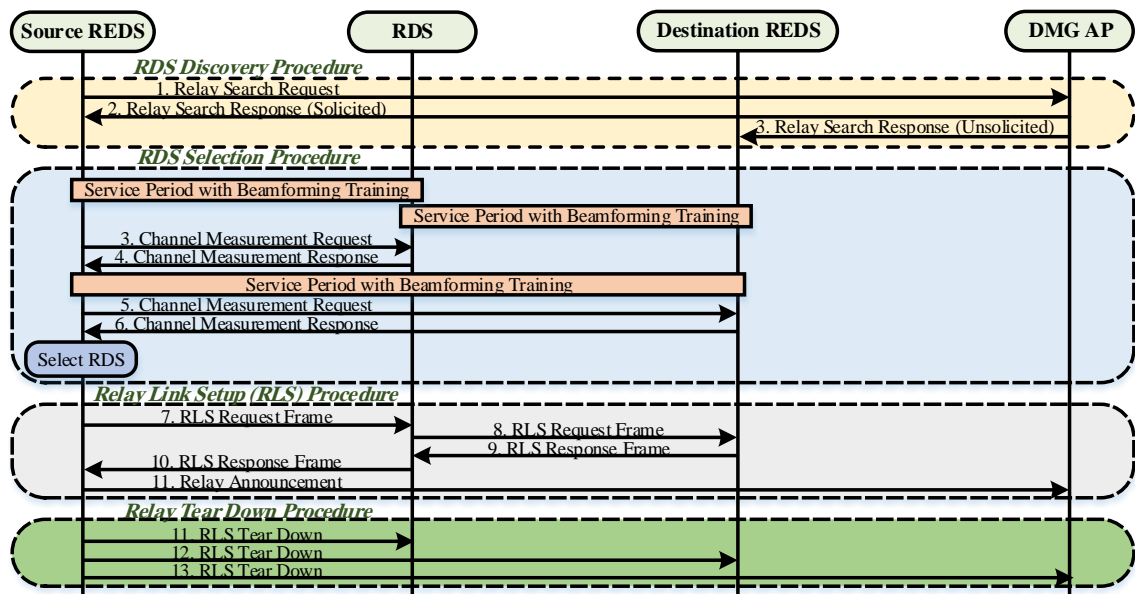 Source REDS
RDS
Destination REDS
DMG AP
RDS Discovery Procedure
1. Relay Search Request
2. Relay Search Response (Solicited)
3. Relay Search Response (Unsolicited)
RDS Selection Procedure
Service Period with Beamforming Training
Service Period with Beamforming Training
3. Channel Measurement Request
4. Channel Measurement Response
Service Period with Beamforming Training
5. Channel Measurement Request
6. Channel Measurement Response
Select RDS
Relay Link Setup (RLS) Procedure
7. RLS Request Frame
8. RLS Request Frame
9. RLS Response Frame
10. RLS Response Frame
11. Relay Announcement
Relay Tear Down Procedure
11. RLS Tear Down
12. RLS Tear Down
13. RLS Tear Down